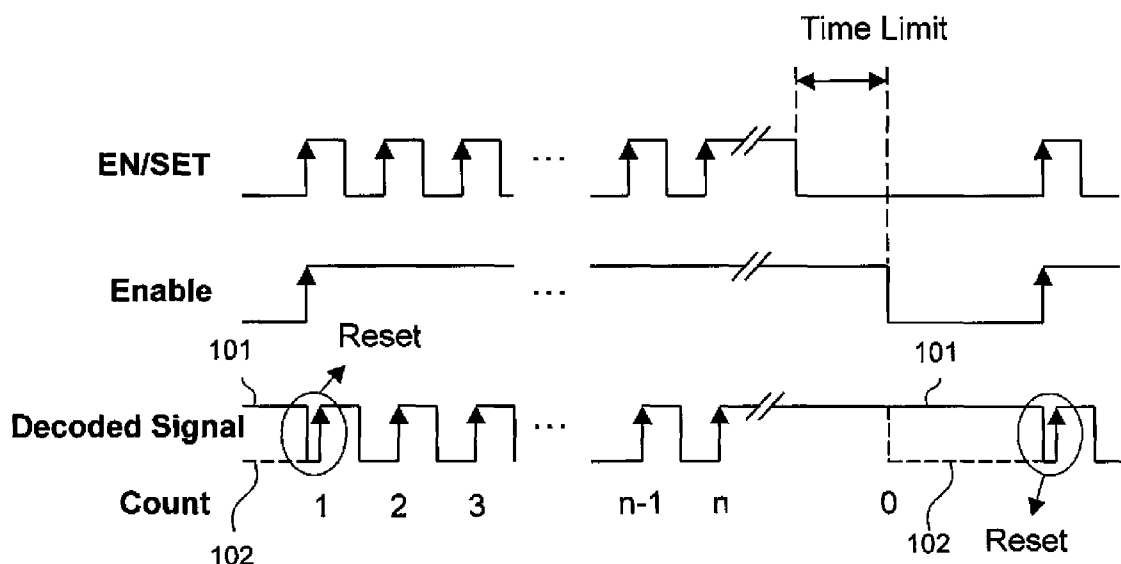 Time Limit
EN/SET
...
Enable
...
101
Reset
101
Decoded Signal
...
Count
1 2 3 n-1 n 0
102
102
Reset